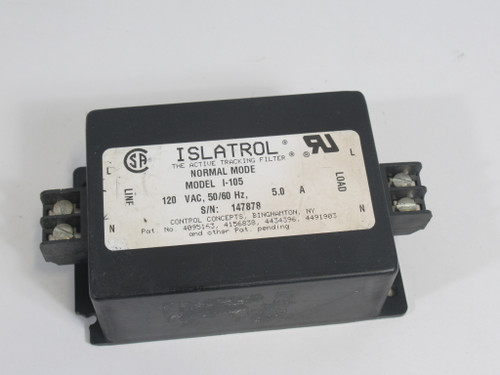 SA
ISLATROL®
THE ACTIVE TRACKING FILTER®
NORMAL MODE
MODEL I-105
120 VAC, 50/60 Hz, 5.0 A
S/N: 147878
CONTROL CONCEPTS, BINGHAMTON, NY
Pat. No. 4095163, 4156838, 4434396, 4491903
and other Pat. pending
L
LINE
N
L
LOAD
N